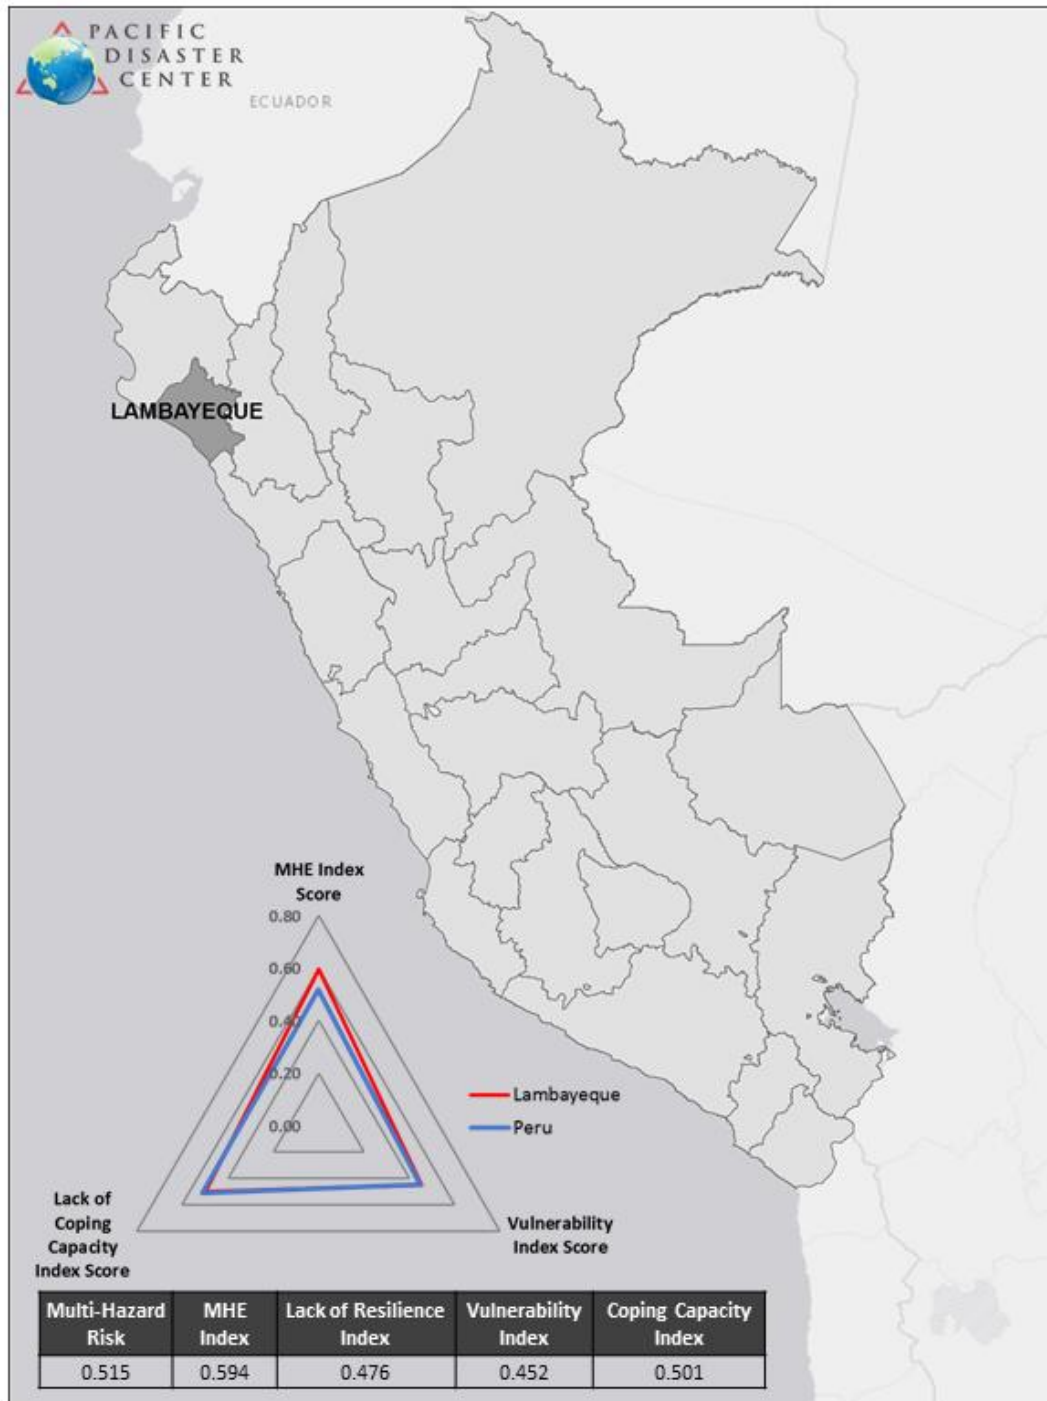 PACIFIC
DISASTER
CENTER
ECUADOR
LAMBAYEQUE
MHE Index
Score
0.80
0.60
0.40
0.20
0.00
Lambayeque
Peru
Lack of
Coping
Capacity
Index Score
Vulnerability
Index Score
Multi-Hazard Risk | MHE Index | Lack of Resilience Index | Vulnerability Index | Coping Capacity Index
0.515 | 0.594 | 0.476 | 0.452 | 0.501